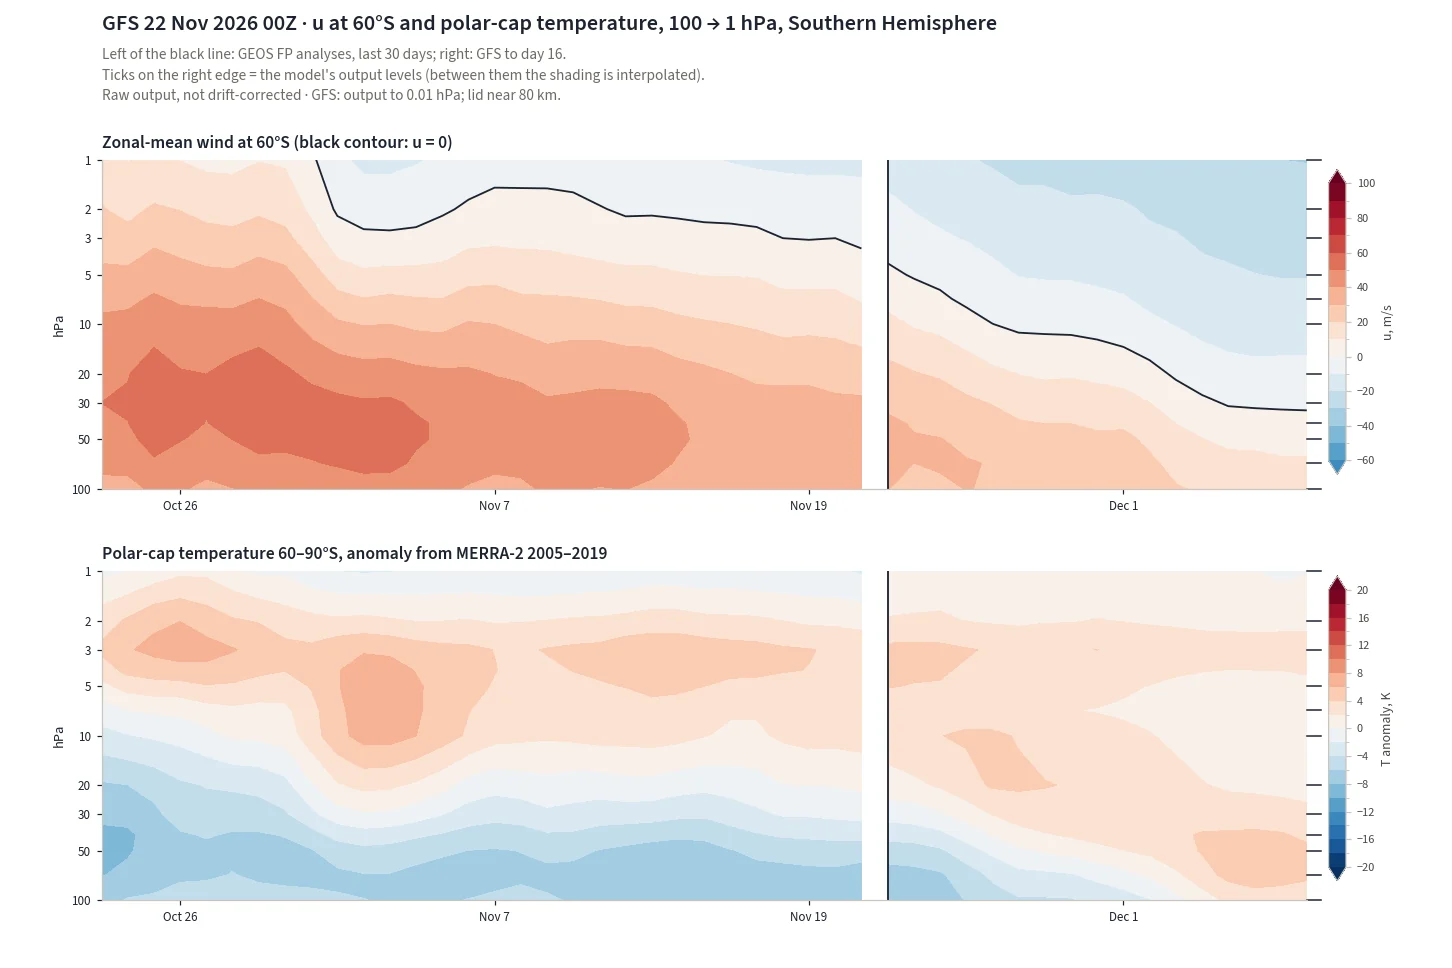 GFS 22 Nov 2026 00Z · u at 60°S and polar-cap temperature, 100 → 1 hPa, Southern Hemisphere
Left of the black line: GEOS FP analyses, last 30 days; right: GFS to day 16.
Ticks on the right edge = the model's output levels (between them the shading is interpolated).
Raw output, not drift-corrected · GFS: output to 0.01 hPa; lid near 80 km.
Zonal-mean wind at 60°S (black contour: u = 0)
1
2
3
5
10
20
30
50
100
hPa
Oct 26
Nov 7
Nov 19
Dec 1
100
80
60
40
20
0
−20
−40
−60
u, m/s
Polar-cap temperature 60–90°S, anomaly from MERRA-2 2005–2019
1
2
3
5
10
20
30
50
100
hPa
Oct 26
Nov 7
Nov 19
Dec 1
20
16
12
8
4
0
−4
−8
−12
−16
−20
T anomaly, K